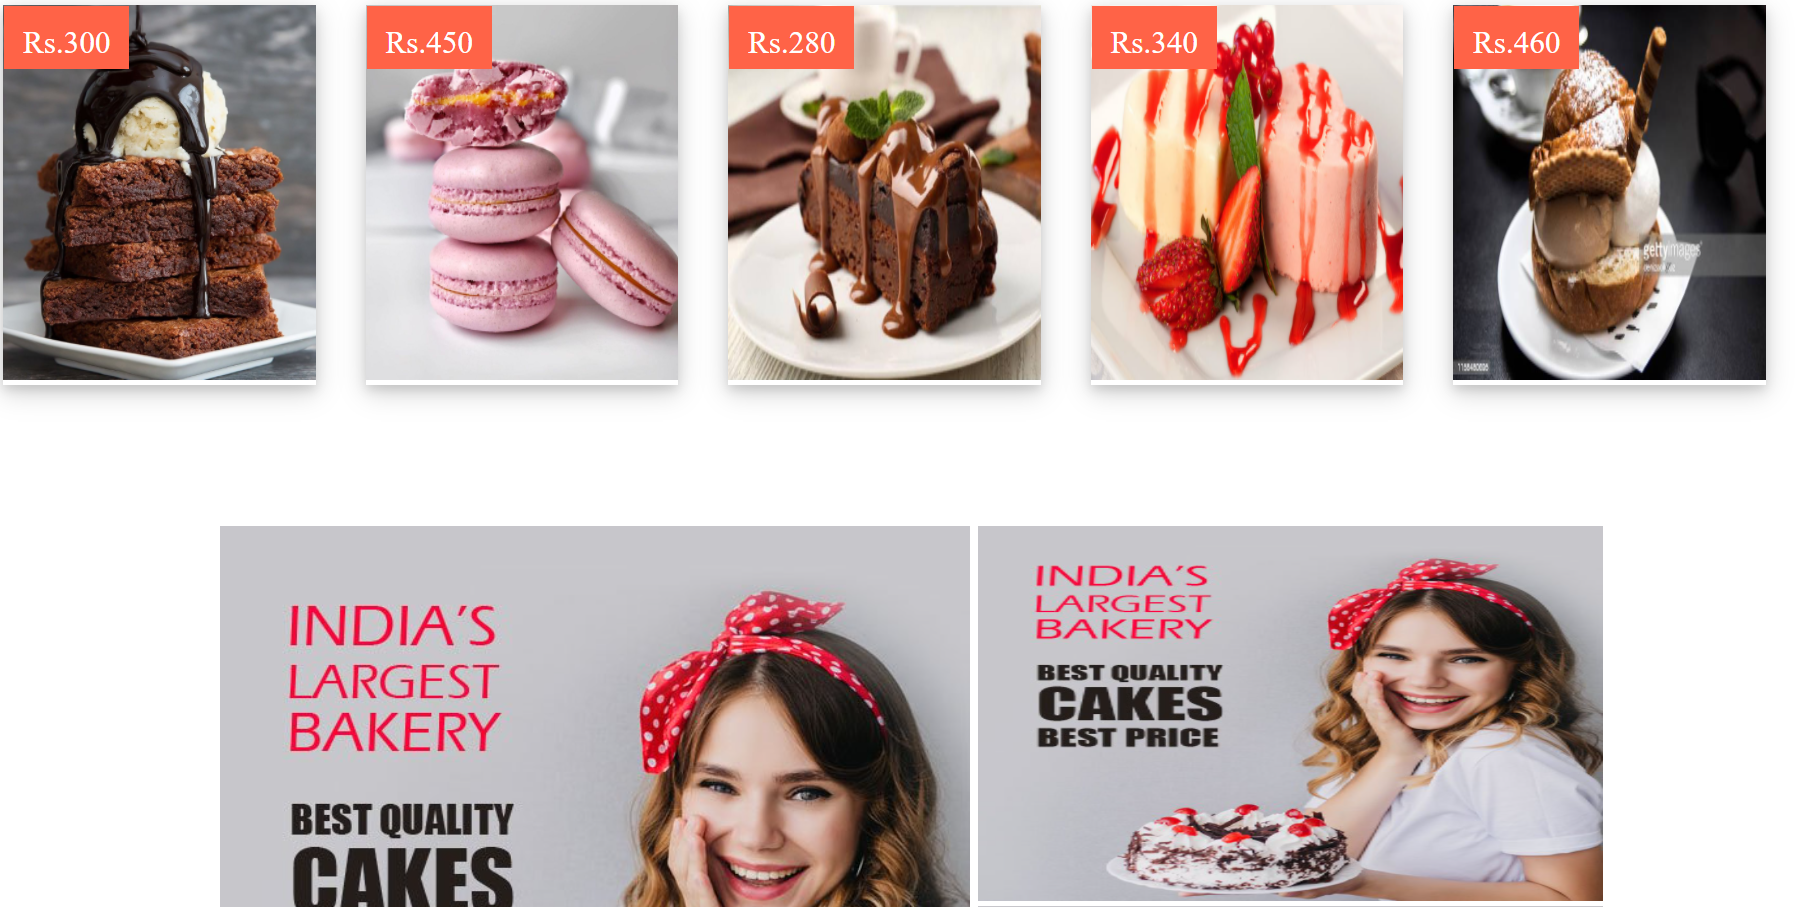 Rs.300
Rs.450
Rs.280
Rs.340
Rs.460
gettyimages
INDIA'S
LARGEST
BAKERY
BEST QUALITY
CAKES
INDIA'S
LARGEST
BAKERY
BEST QUALITY
CAKES
BEST PRICE